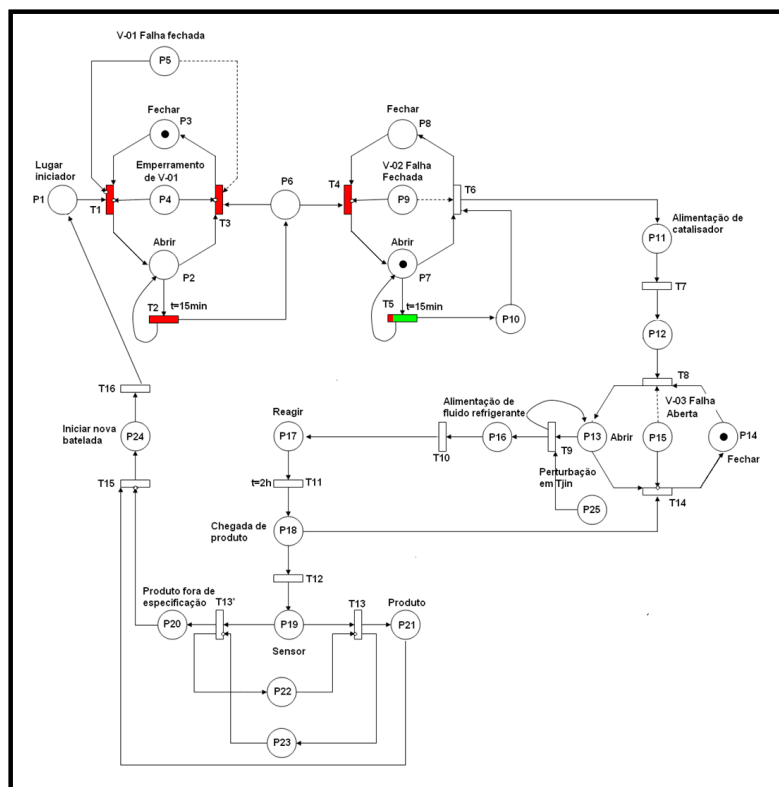 V-01 Falha fechada
P5
Fechar
P3
Fechar
P8
Lugar
iniciador
Emperramento
de V-01
P6
V-02 Falha
Fechada
P1
T1
P4
T3
T4
P9
T6
Alimentação de
catalisador
P11
Abrir
P2
Abrir
P7
T2
t=15min
T5
t=15min
P10
T7
P12
T8
T16
Reagir
Alimentação de
fluido refrigerante
V-03 Falha
Aberta
Iniciar nova
batelada
P24
P17
T10
P16
T9
P13
Abrir
P15
P14
Fechar
Perturbação
em Tjin
T15
t=2h
T11
T14
Chegada de
produto
P18
P25
T12
Produto fora de
especificação
T13'
T13
Produto
P20
P19
P21
Sensor
P22
P23